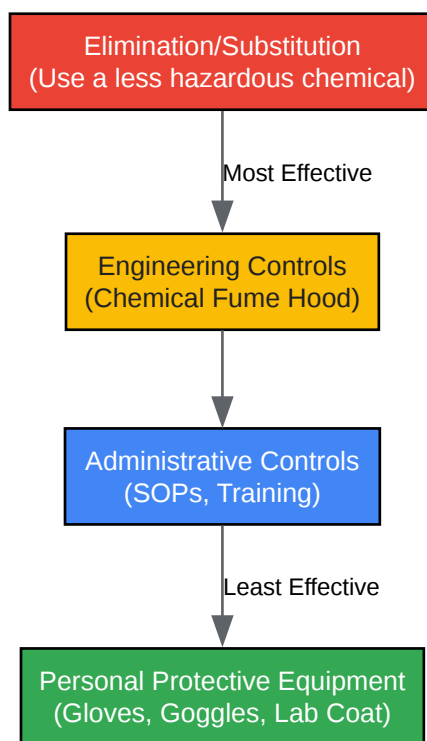 Elimination/Substitution
(Use a less hazardous chemical)
Most Effective
Engineering Controls
(Chemical Fume Hood)
Administrative Controls
(SOPs, Training)
Least Effective
Personal Protective Equipment
(Gloves, Goggles, Lab Coat)